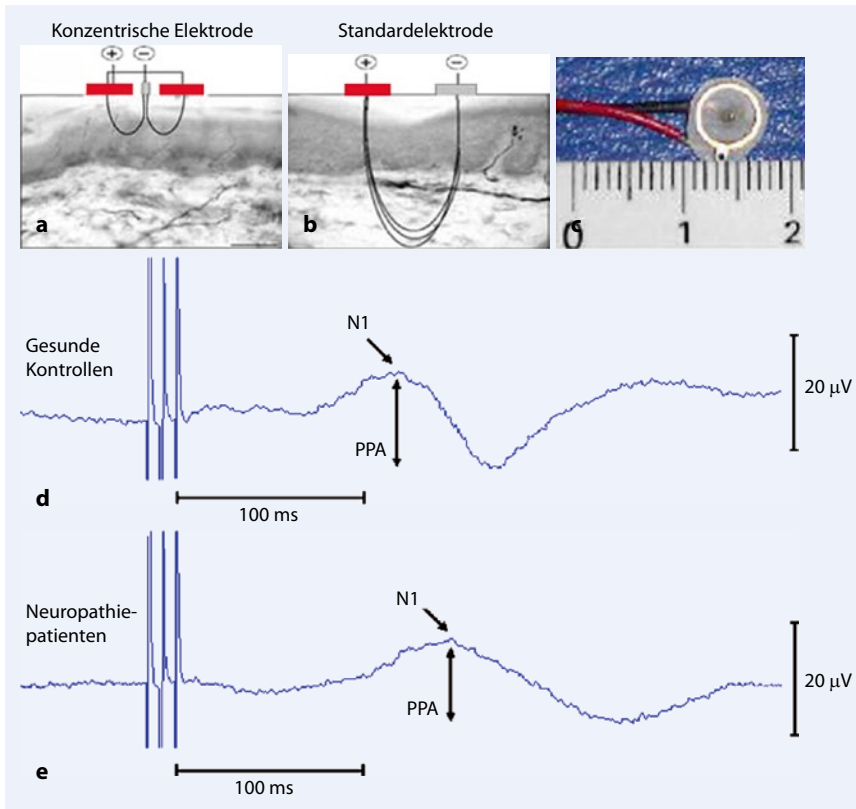 Konzentrische Elektrode
Standardelektrode
+ −
+ −
a
b
c
0 1 2
N1
Gesunde
Kontrollen
20 µV
PPA
d
100 ms
N1
Neuropathie-
patienten
20 µV
PPA
e
100 ms